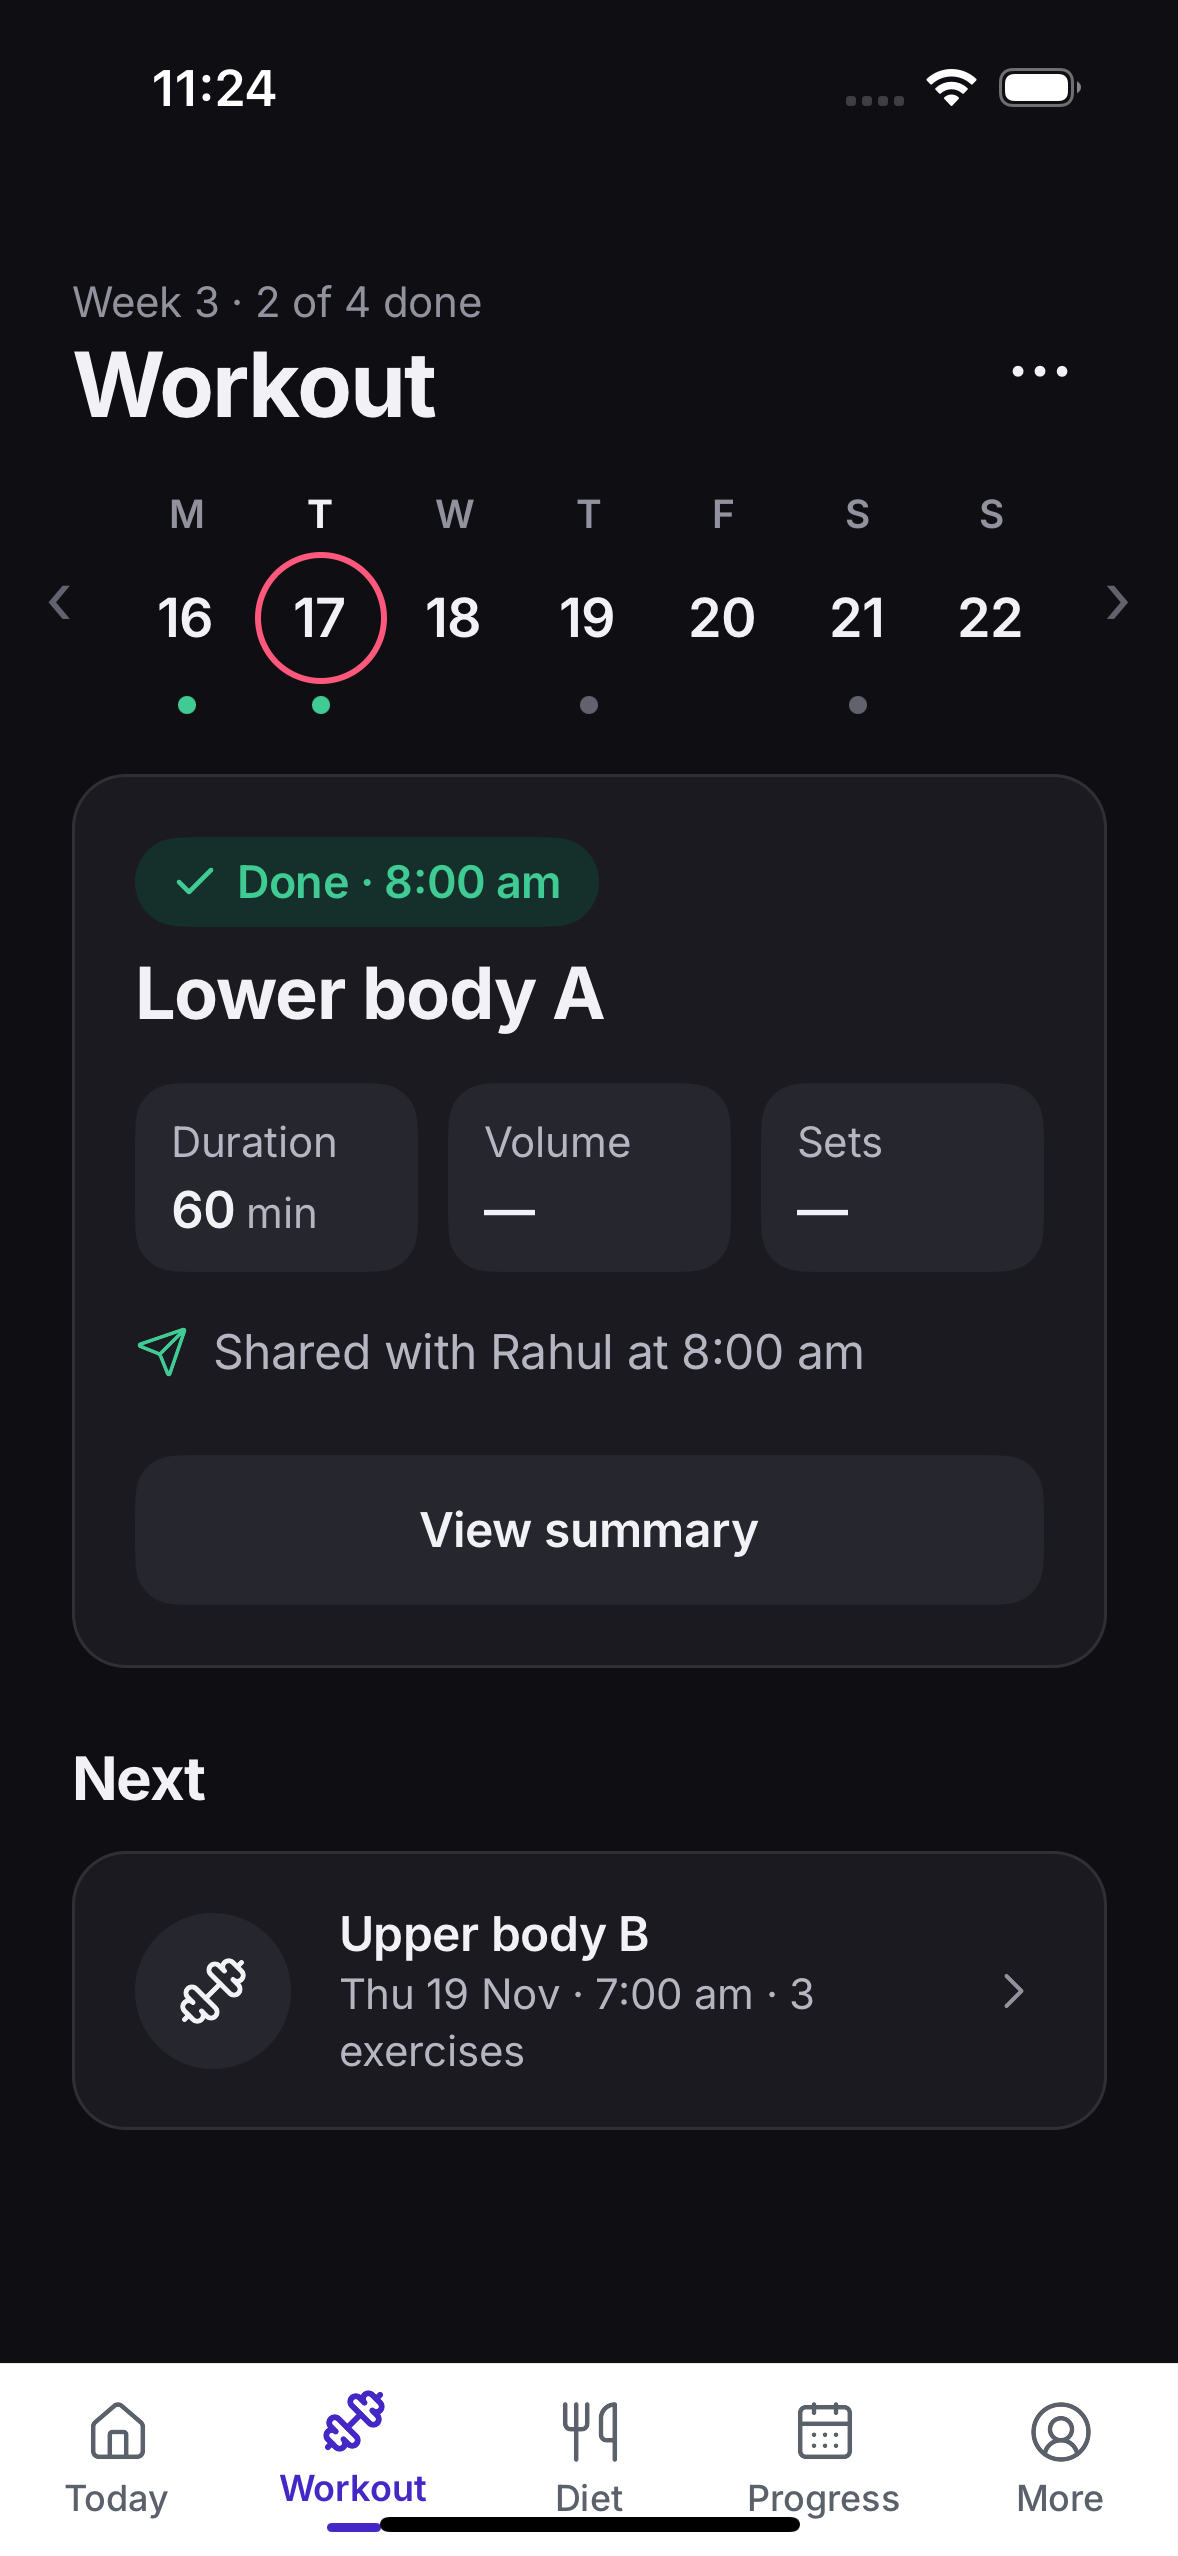 11:24
Week 3 · 2 of 4 done
Workout
M T W T F S S
16 17 18 19 20 21 22
Done · 8:00 am
Lower body A
Duration Volume Sets
60 min — —
Shared with Rahul at 8:00 am
View summary
Next
Upper body B
Thu 19 Nov · 7:00 am · 3
exercises
Today Workout Diet Progress More